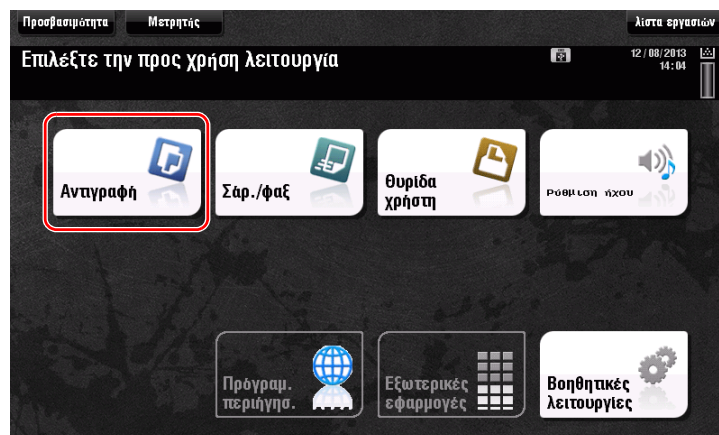 Προσβασιμότητα Μετρητής λίστα εργασιών
Επιλέξτε την προς χρήση λειτουργία
12/08/2013
14:04
Αντιγραφή
Σάρ./φαξ
Θυρίδα
χρήστη
Ρύθμιση ήχου
Πρόγραμ.
περιήγησ.
Εξωτερικές
εφαρμογές
Βοηθητικές
λειτουργίες